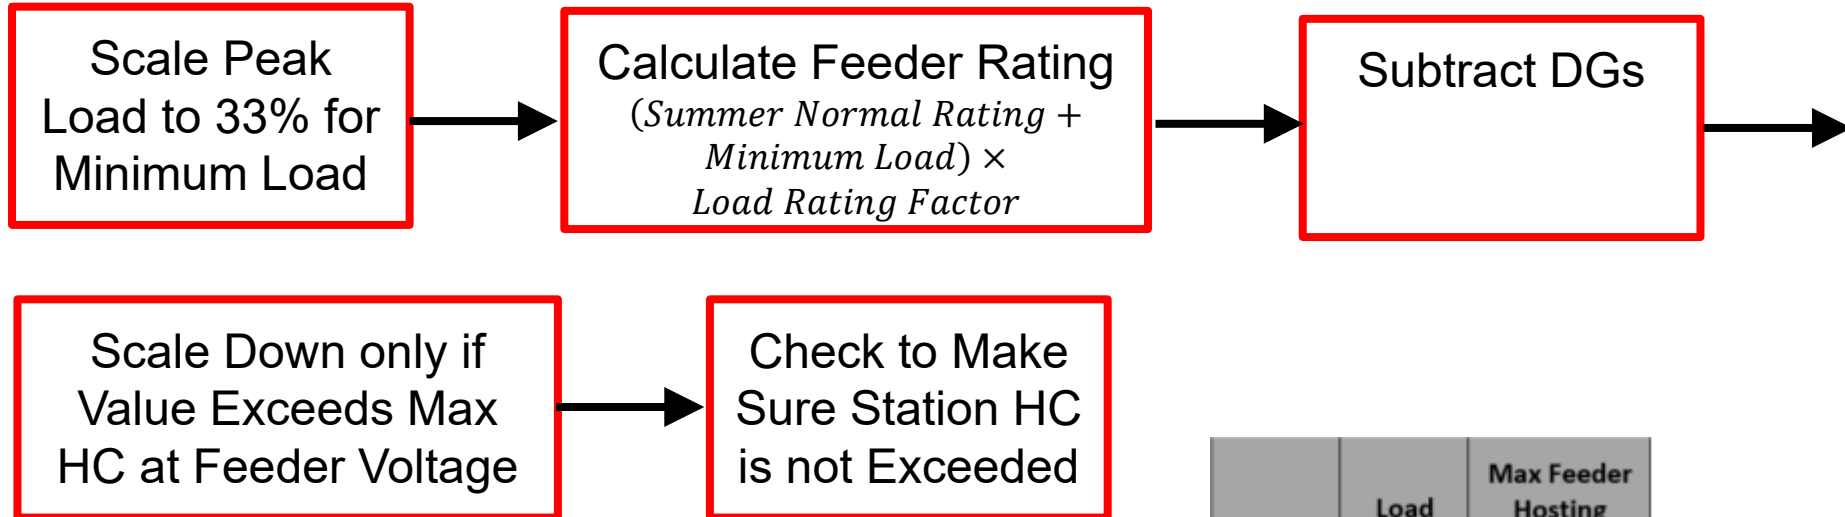 Scale Peak
Load to 33% for
Minimum Load
Calculate Feeder Rating
(Summer Normal Rating +
Minimum Load) ×
Load Rating Factor
Subtract DGs
Scale Down only if
Value Exceeds Max
HC at Feeder Voltage
Check to Make
Sure Station HC
is not Exceeded
Load
Max Feeder
Hosting